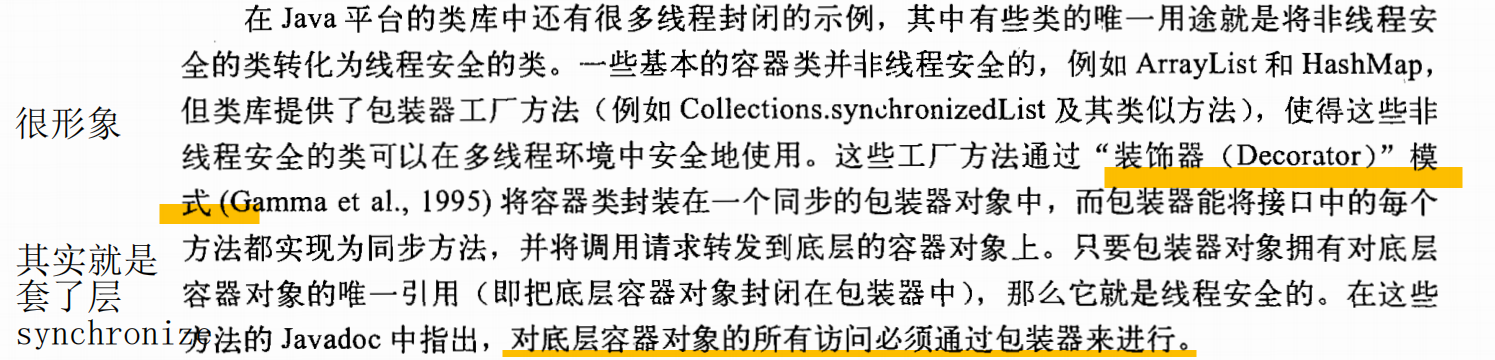 在 Java 平台的类库中还有很多线程封闭的示例，其中有些类的唯一用途就是将非线程安
全的类转化为线程安全的类。一些基本的容器类并非线程安全的，例如 ArrayList 和 HashMap，
但类库提供了包装器工厂方法（例如 Collections.synchronizedList 及其类似方法），使得这些非
线程安全的类可以在多线程环境中安全地使用。这些工厂方法通过“装饰器（Decorator）”模
式 (Gamma et al., 1995) 将容器类封装在一个同步的包装器对象中，而包装器能将接口中的每个
方法都实现为同步方法，并将调用请求转发到底层的容器对象上。只要包装器对象拥有对底层
容器对象的唯一引用（即把底层容器对象封闭在包装器中），那么它就是线程安全的。在这些
方法的 Javadoc 中指出，对底层容器对象的所有访问必须通过包装器来进行。
很形象
其实就是
套了层
synchronize